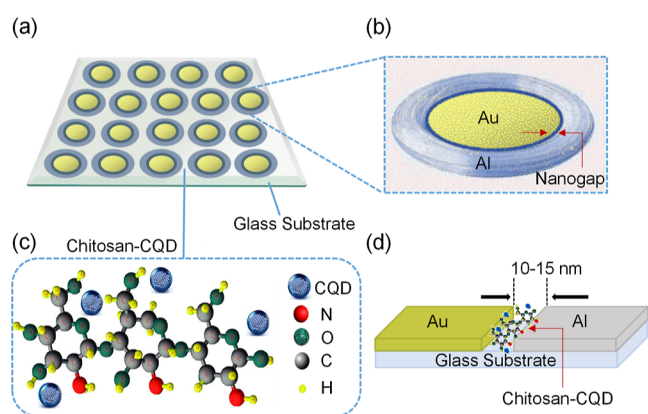 (a)
(b)
Au
Al
Nanogap
Glass Substrate
Chitosan-CQD
(c)
CQD
N
O
C
H
(d)
10-15 nm
Au
Al
Glass Substrate
Chitosan-CQD